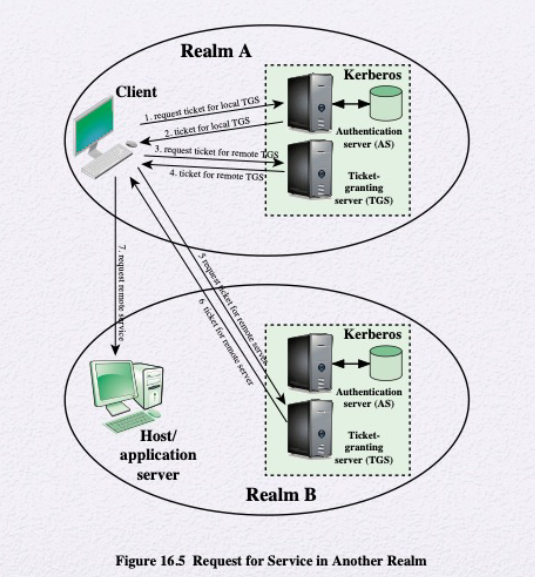 Realm A
Client
Kerberos
1. request ticket for local TGS
2. ticket for local TGS
3. request ticket for remote TGS
4. ticket for remote TGS
Authentication
server (AS)
Ticket-
granting
server (TGS)
5 request ticket for remote server
6 ticket for remote server
7. request remote service
Kerberos
Authentication
server (AS)
Ticket-
granting
server (TGS)
Host/
application
server
Realm B
Figure 16.5 Request for Service in Another Realm